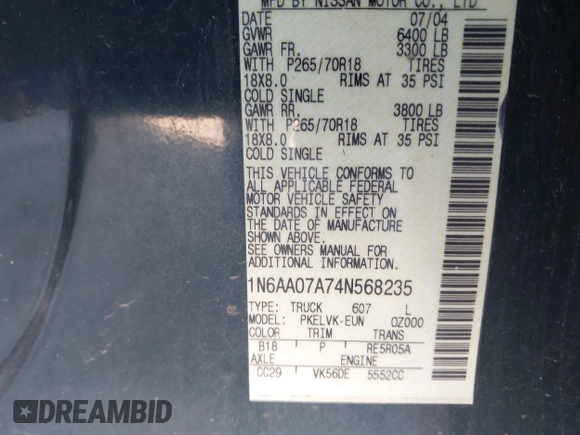 MFD BY NISSAN MOTOR CO., LTD
DATE 07/04
GVWR 6400 LB
GAWR FR. 3300 LB
WITH P265/70R18 TIRES
18X8.0 RIMS AT 35 PSI
COLD SINGLE
GAWR RR. 3800 LB
WITH P265/70R18 TIRES
18X8.0 RIMS AT 35 PSI
COLD SINGLE
THIS VEHICLE CONFORMS TO
ALL APPLICABLE FEDERAL
MOTOR VEHICLE SAFETY
STANDARDS IN EFFECT ON
THE DATE OF MANUFACTURE
SHOWN ABOVE.
SEE OWNERS MANUAL FOR
ADDITIONAL INFORMATION.
1N6AA07A74N568235
TYPE: TRUCK 607 L
MODEL: PKELVK-EUN OZ000
COLOR TRIM TRANS
B18 P RE5R05A
AXLE ENGINE
CC29 VK56DE 5552CC
DREAMBID